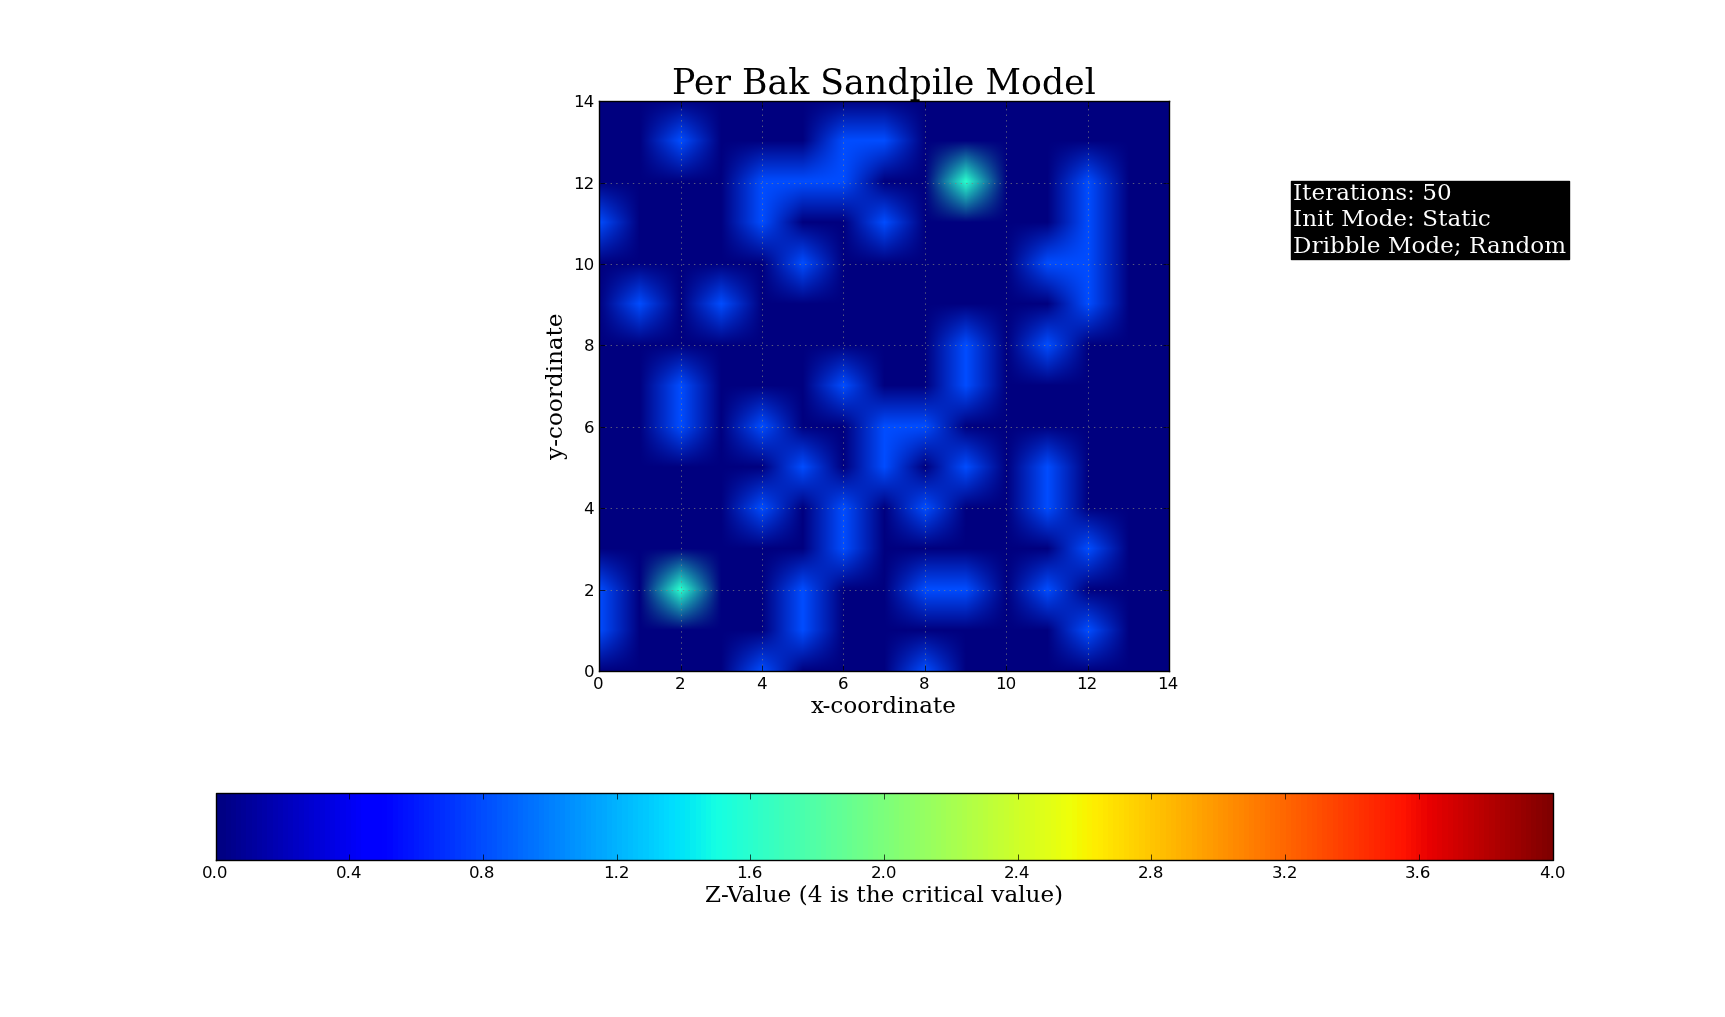 Per Bak Sandpile Model
14
12
10
8
6
4
2
0
y-coordinate
0 2 4 6 8 10 12 14
x-coordinate
Iterations: 50
Init Mode: Static
Dribble Mode; Random
0.0 0.4 0.8 1.2 1.6 2.0 2.4 2.8 3.2 3.6 4.0
Z-Value (4 is the critical value)